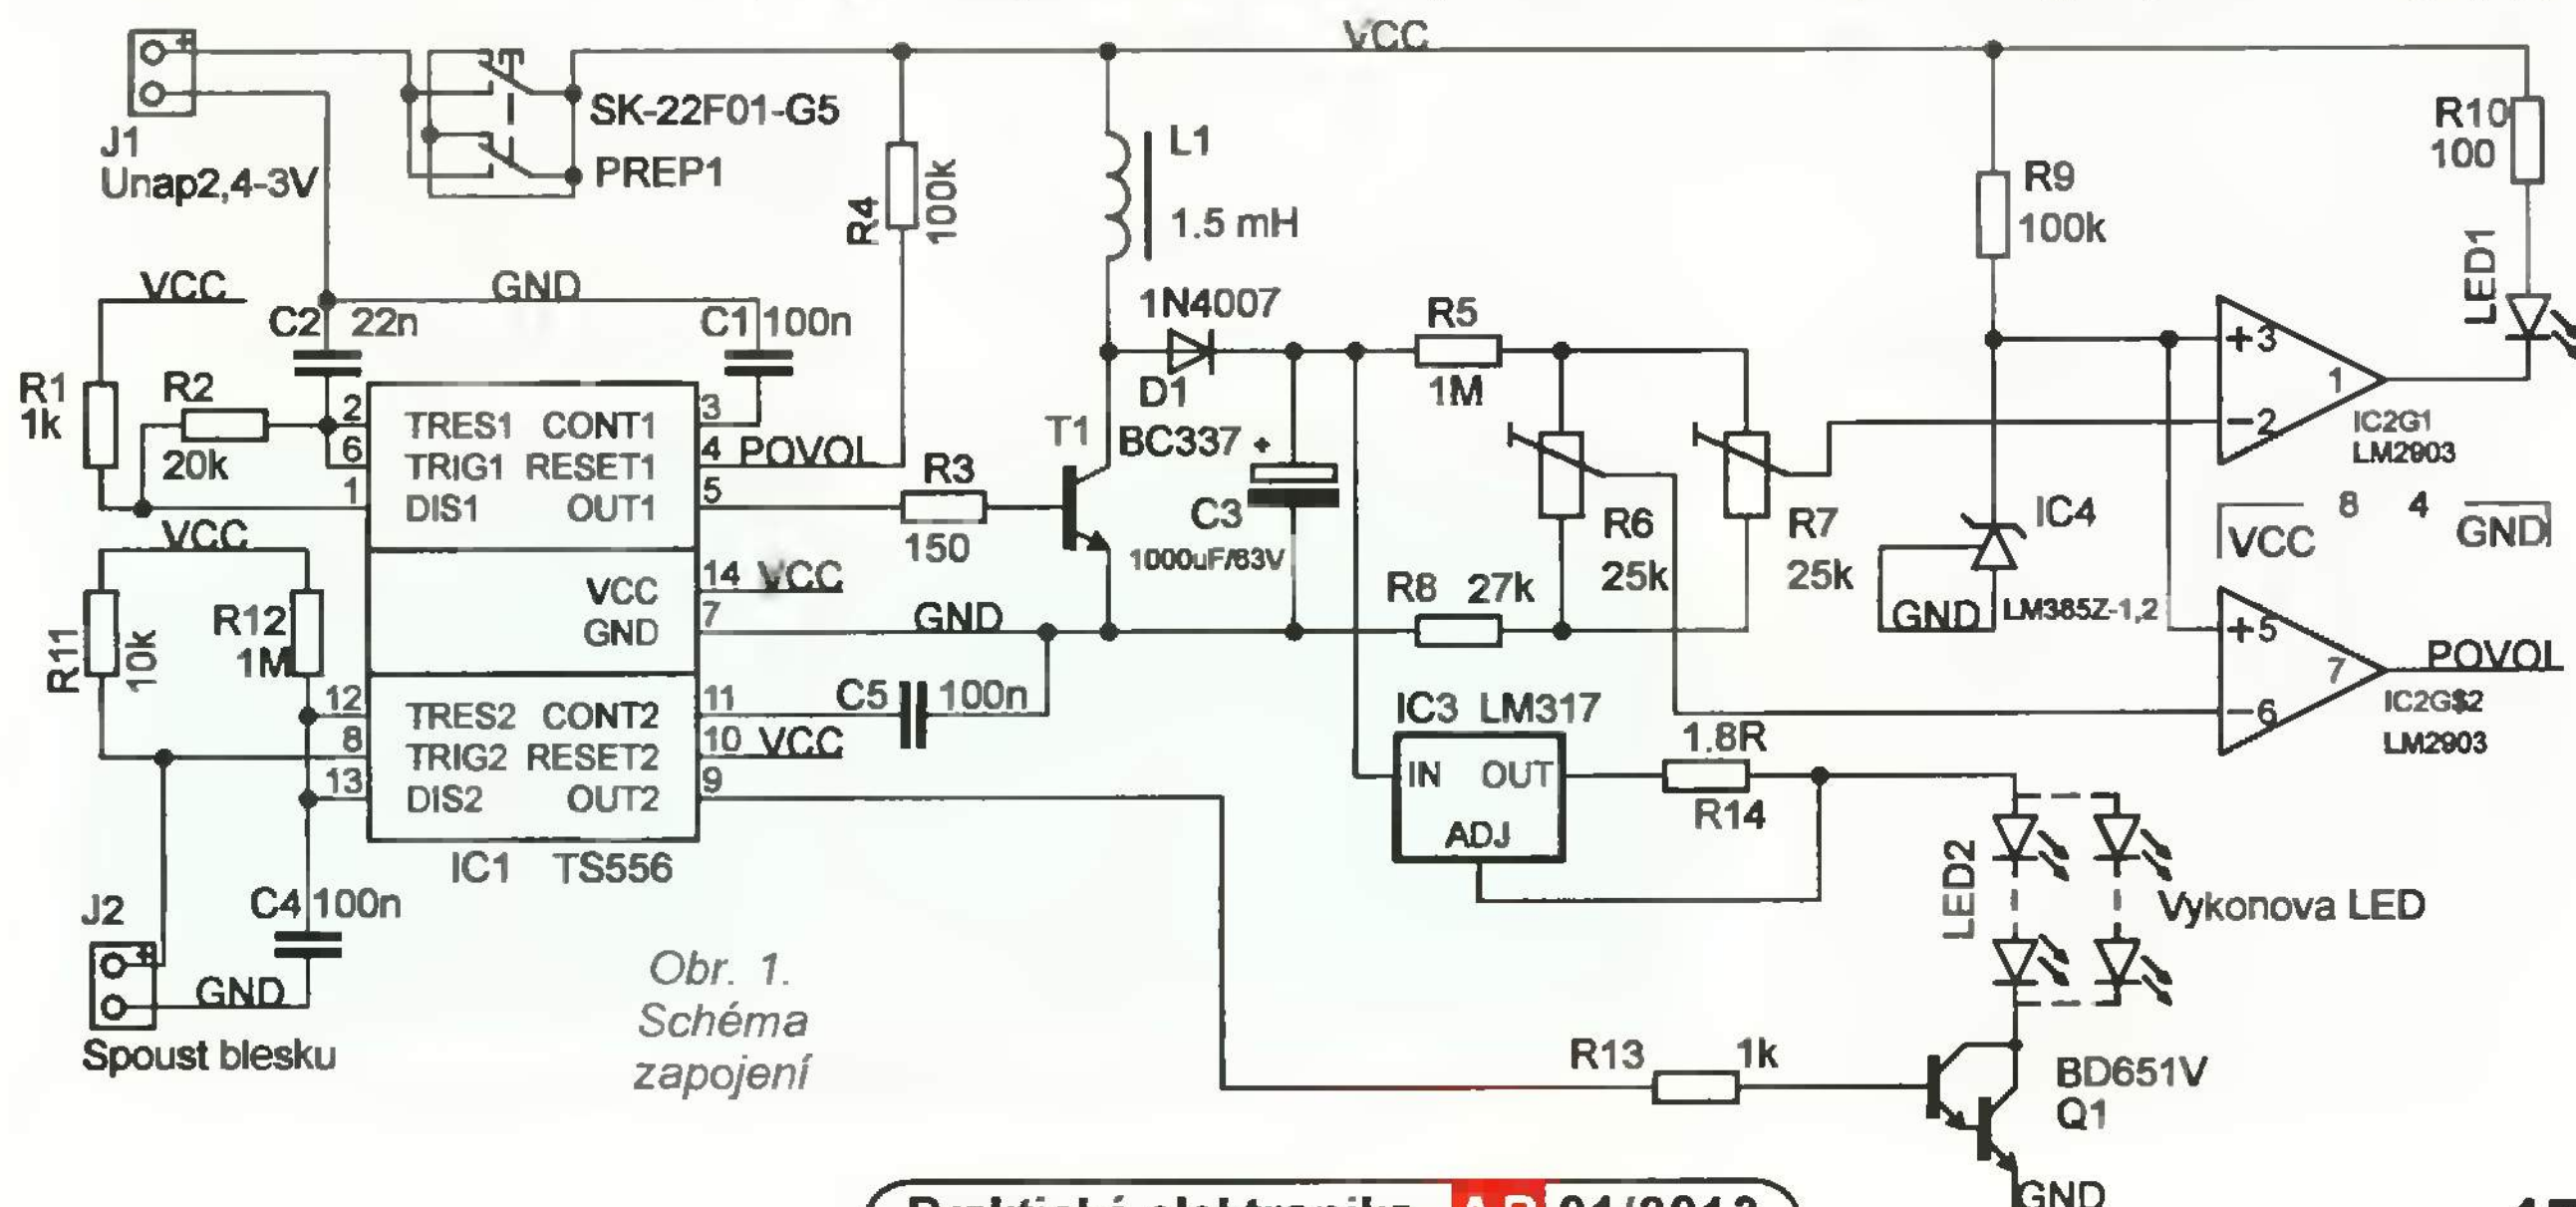 VCC
J1
Unap2,4-3V
SK-22F01-G5
PREP1
R4
100k
L1
1.5 mH
R9
100k
R10
100
LED1
VCC
GND
C2 22n
C1 100n
R1
1k
R2
20k
2 TRES1 CONT1 3
6 TRIG1 RESET1 4
1 DIS1 OUT1 5
POVOL
R3
150
1N4007
D1
T1
BC337 +
C3
1000uF/63V
R5
1M
R6
25k
R7
25k
R8 27k
+3
-2
1
IC2G1
LM2903
IC4
LM385Z-1,2
GND
VCC 8 4 GND
+5
-6
7
POVOL
IC2G$2
LM2903
VCC
R11
10k
R12
1M
VCC 14 VCC
GND 7 GND
12 TRES2 CONT2 11
8 TRIG2 RESET2 10 VCC
13 DIS2 OUT2 9
C5 100n
IC1 TS556
IC3 LM317
IN OUT
ADJ
1.8R
R14
LED2
Vykonova LED
J2
C4 100n
GND
Spoust blesku
Obr. 1.
Schéma
zapojení
R13 1k
BD651V
Q1
GND